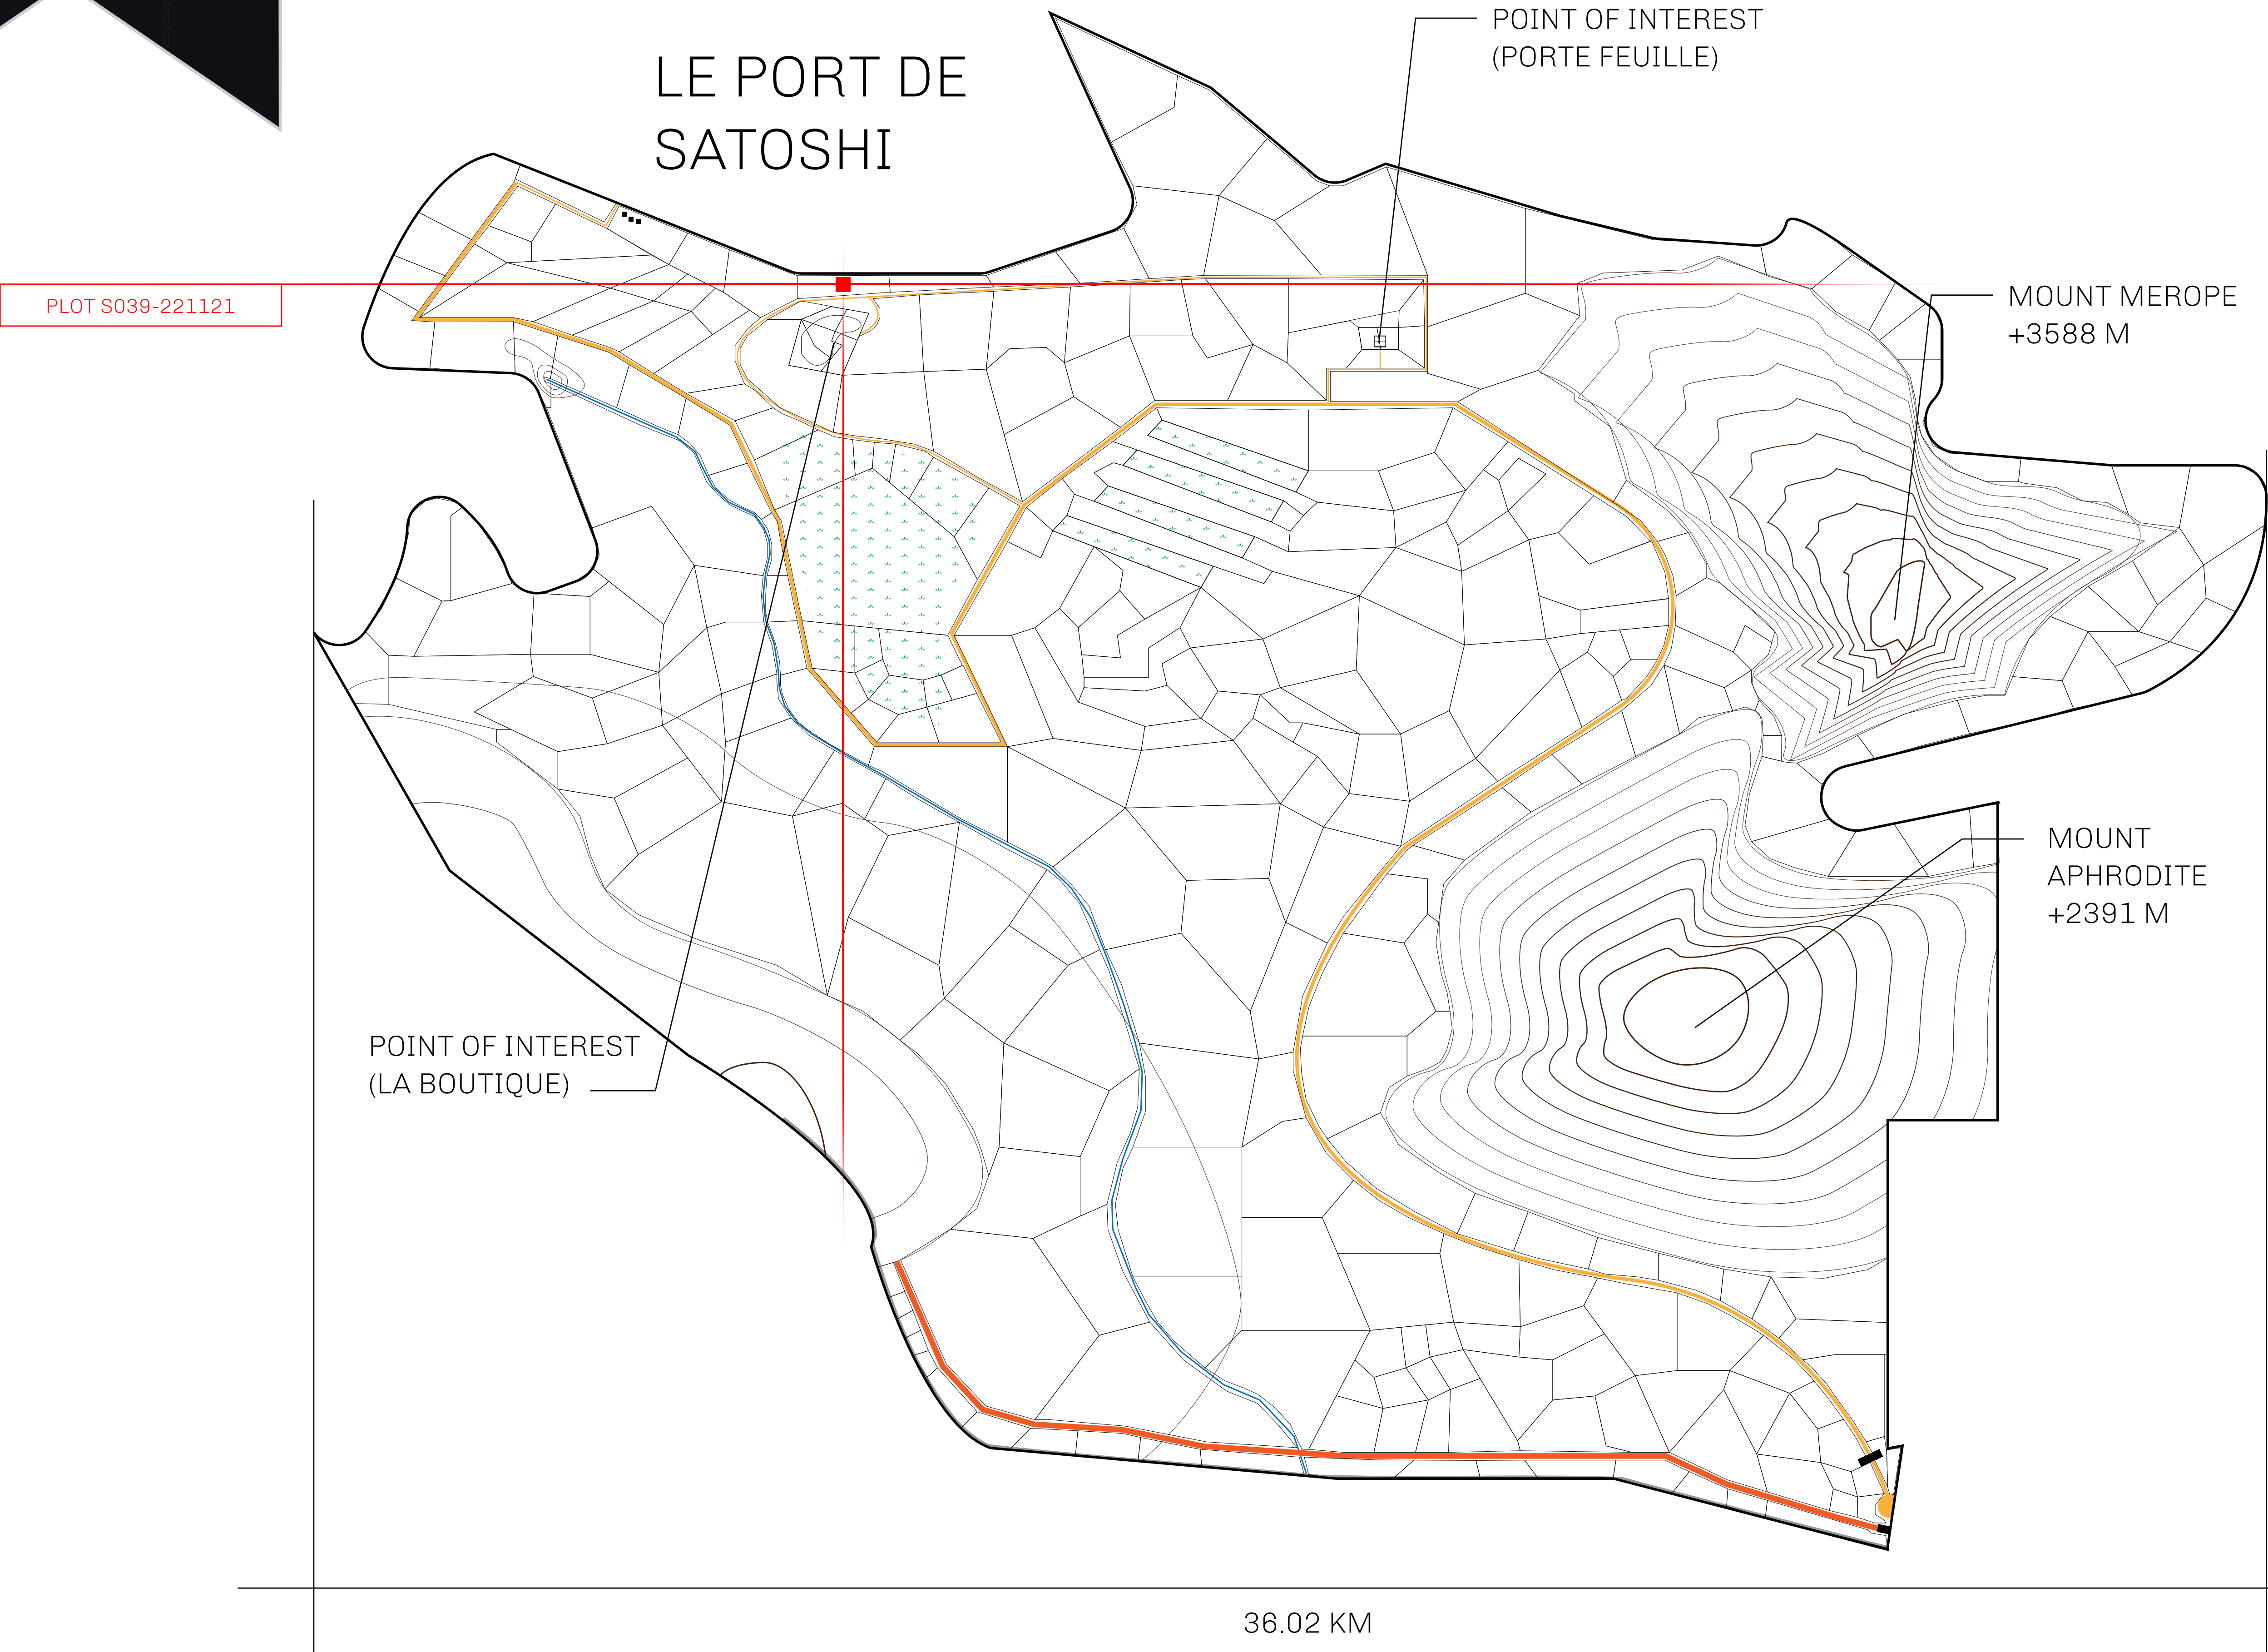 POINT OF INTEREST
(PORTE FEUILLE)
LE PORT DE
SATOSHI
PLOT S039-221121
MOUNT MEROPE
+3588 M
MOUNT
APHRODITE
+2391 M
POINT OF INTEREST
(LA BOUTIQUE)
36.02 KM